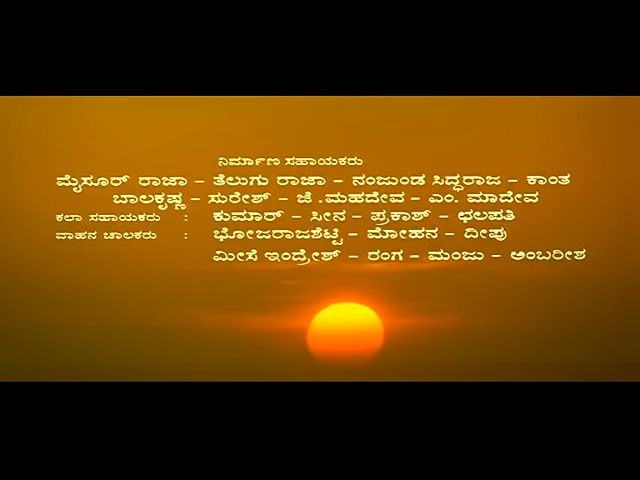 ನಿರ್ಮಾಣ ಸಹಾಯಕರು
ಮೈಸೂರ್ ರಾಜಾ – ತೆಲುಗು ರಾಜಾ – ನಂಜುಂಡ ಸಿದ್ಧರಾಜ – ಕಾಂತ
ಬಾಲಕೃಷ್ಣ – ಸುರೇಶ್ – ಜೆ .ಮಹದೇವ – ಎಂ. ಮಾದೇವ
ಕಲಾ ಸಹಾಯಕರು : ಕುಮಾರ್ – ಸೀನ – ಪ್ರಕಾಶ್ – ಛಲಪತಿ
ವಾಹನ ಚಾಲಕರು : ಭೋಜರಾಜಶೆಟ್ಟಿ – ಮೋಹನ – ದೀಪು
ಮೀಸೆ ಇಂದ್ರೇಶ್ – ರಂಗ – ಮಂಜು – ಅಂಬರೀಶ